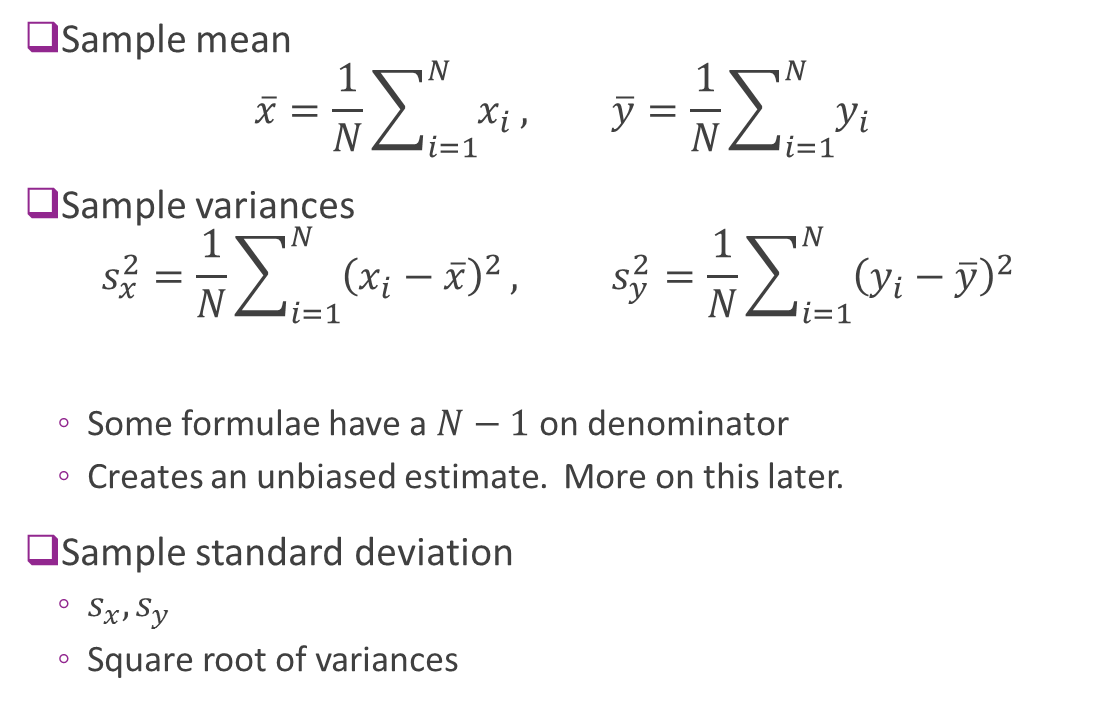 ❑Sample mean
x̄ = 1/N ∑_{i=1}^{N} x_i ,   ȳ = 1/N ∑_{i=1}^{N} y_i
❑Sample variances
s_x^2 = 1/N ∑_{i=1}^{N} (x_i − x̄)^2 ,   s_y^2 = 1/N ∑_{i=1}^{N} (y_i − ȳ)^2
◦ Some formulae have a N − 1 on denominator
◦ Creates an unbiased estimate.  More on this later.
❑Sample standard deviation
◦ s_x, s_y
◦ Square root of variances